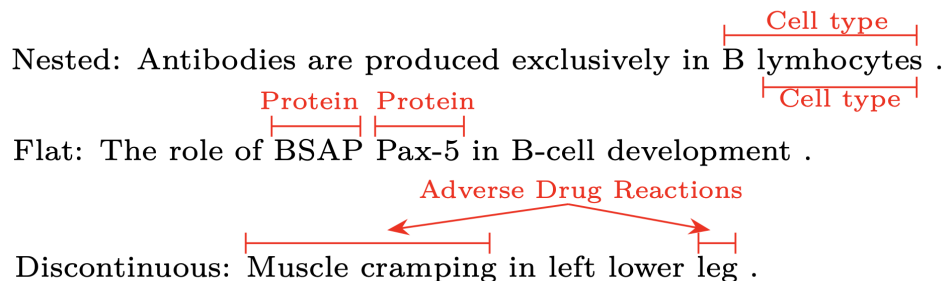 Cell type
Nested: Antibodies are produced exclusively in B lymhocytes .
Cell type
Protein Protein
Flat: The role of BSAP Pax-5 in B-cell development .
Adverse Drug Reactions
Discontinuous: Muscle cramping in left lower leg .